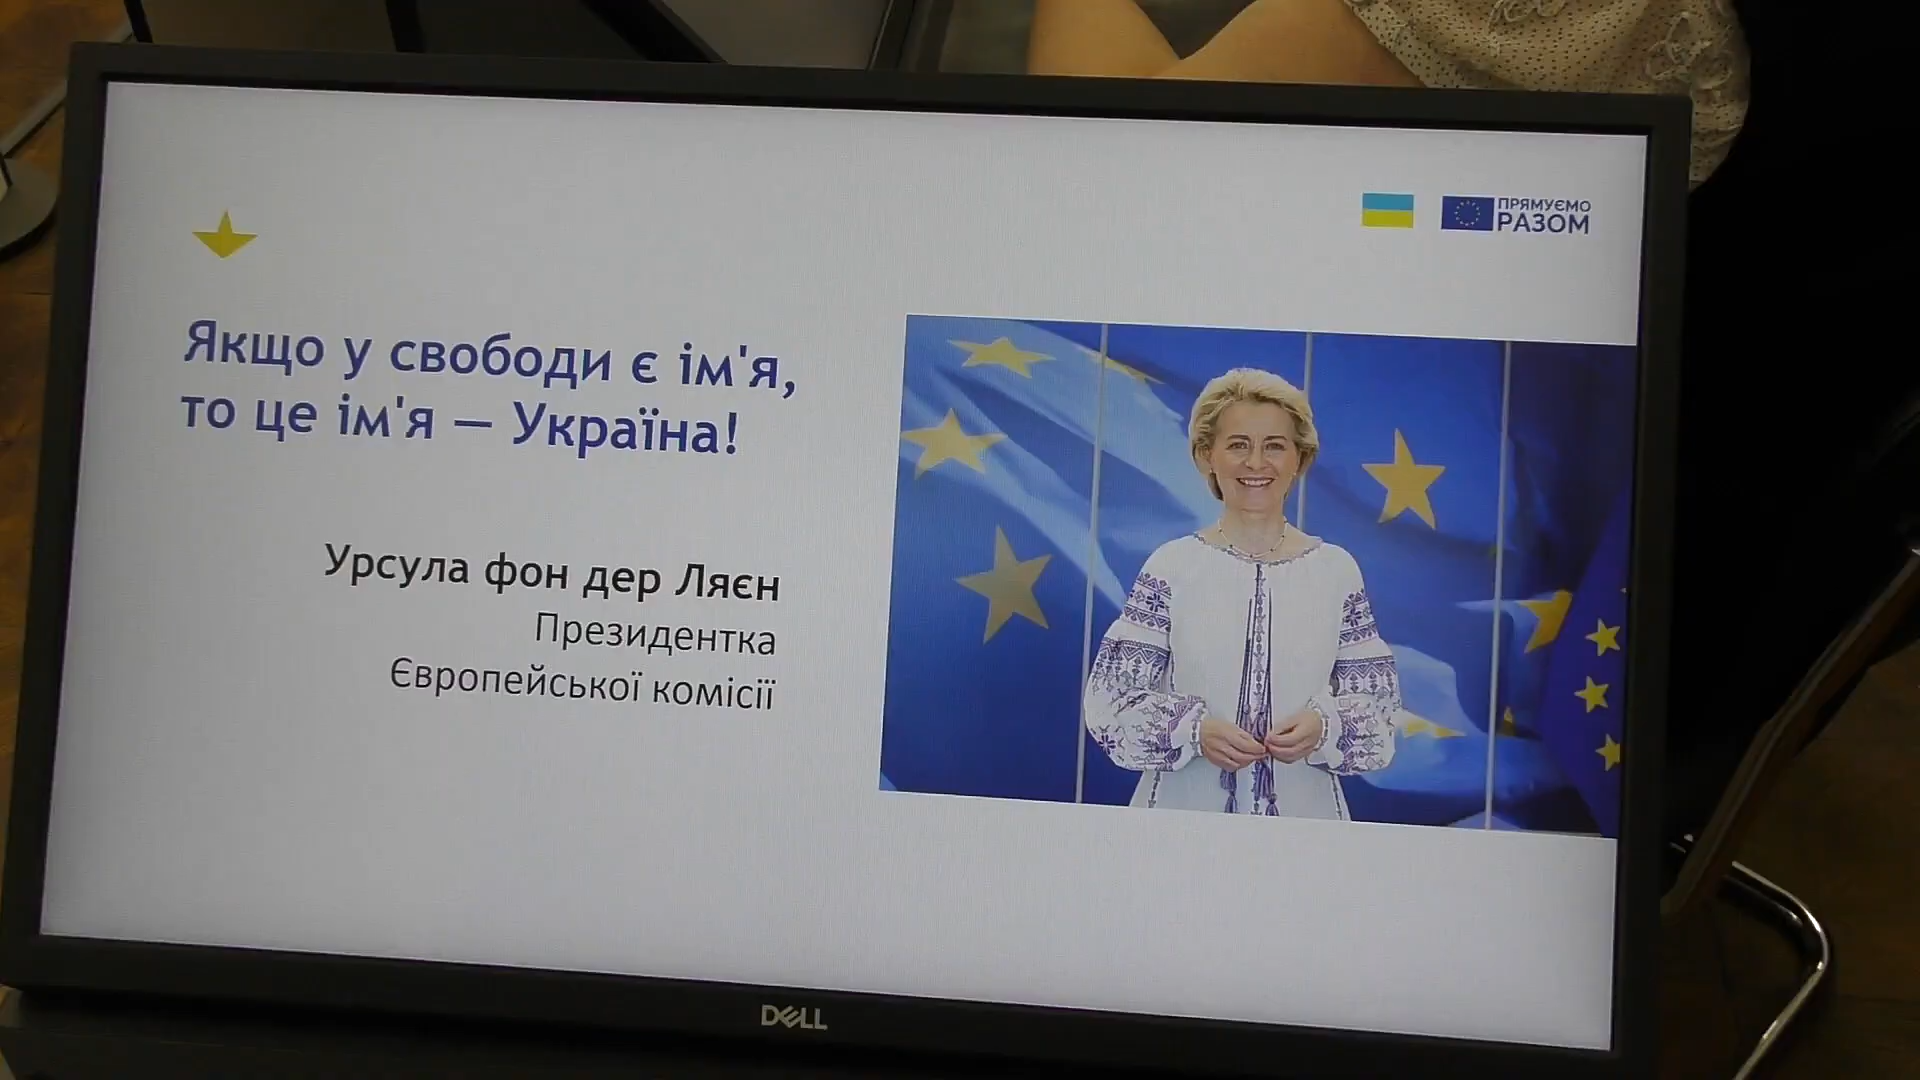 ПРЯМУЄМО
РАЗОМ
Якщо у свободи є ім'я,
то це ім'я — Україна!
Урсула фон дер Ляєн
Президентка
Європейської комісії
DELL